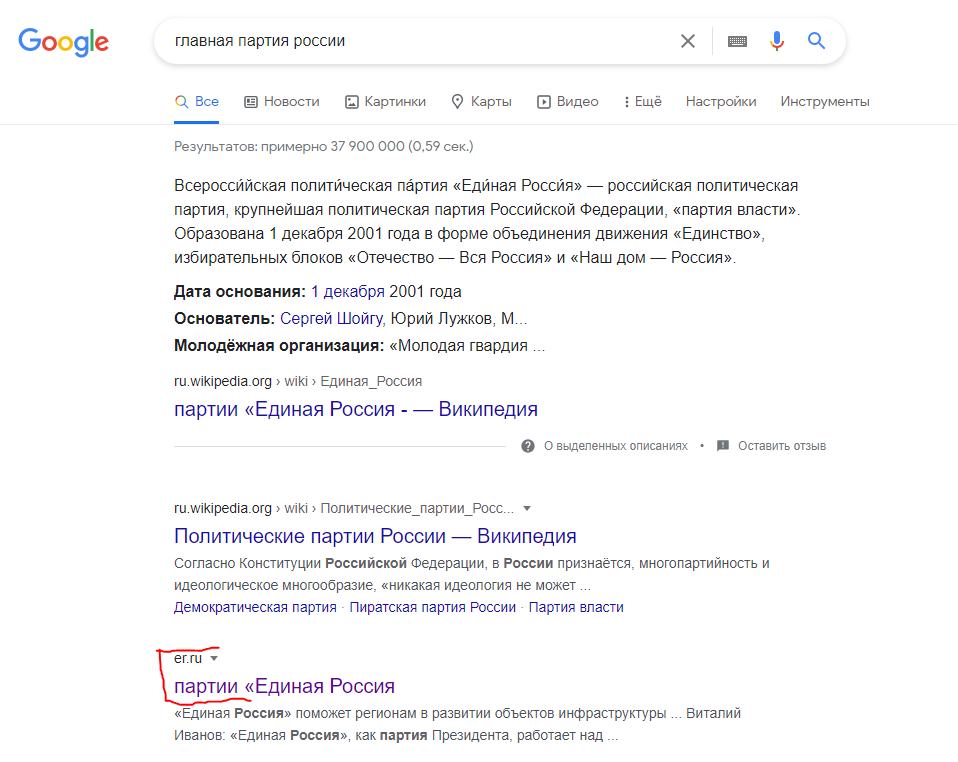 Google
главная партия россии
Все Новости Картинки Карты Видео Ещё Настройки Инструменты
Результатов: примерно 37 900 000 (0,59 сек.)
Всеросси́йская полити́ческая па́ртия «Еди́ная Росси́я» — российская политическая
партия, крупнейшая политическая партия Российской Федерации, «партия власти».
Образована 1 декабря 2001 года в форме объединения движения «Единство»,
избирательных блоков «Отечество — Вся Россия» и «Наш дом — Россия».
Дата основания: 1 декабря 2001 года
Основатель: Сергей Шойгу, Юрий Лужков, М...
Молодёжная организация: «Молодая гвардия ...
ru.wikipedia.org › wiki › Единая_Россия
партии «Единая Россия - — Википедия
О выделенных описаниях • Оставить отзыв
ru.wikipedia.org › wiki › Политические_партии_Росс...
Политические партии России — Википедия
Согласно Конституции Российской Федерации, в России признаётся, многопартийность и
идеологическое многообразие, «никакая идеология не может ...
Демократическая партия · Пиратская партия России · Партия власти
er.ru
партии «Единая Россия
«Единая Россия» поможет регионам в развитии объектов инфраструктуры ... Виталий
Иванов: «Единая Россия», как партия Президента, работает над ...